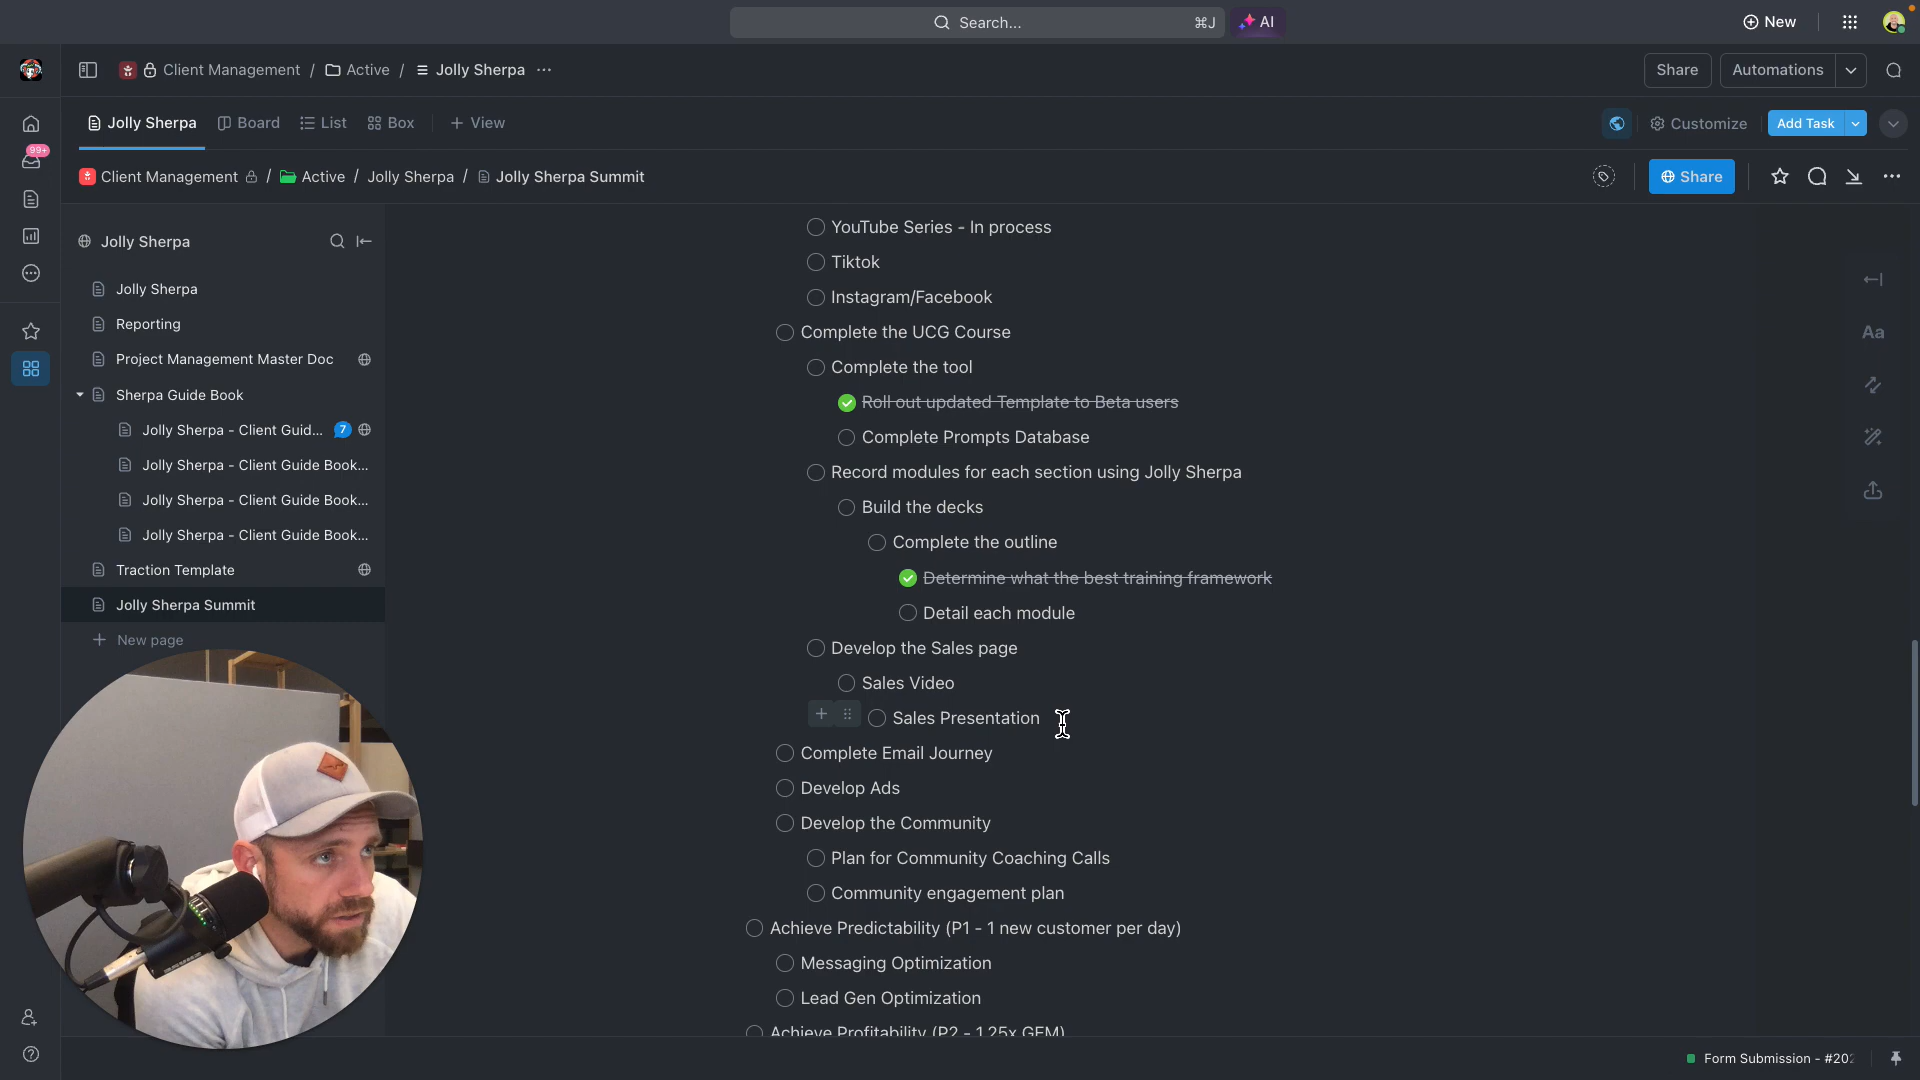 Search...
⌘J
AI
New
Client Management / Active / Jolly Sherpa ...
Share
Automations
Jolly Sherpa
Board
List
Box
+ View
Customize
Add Task
99+
Client Management / Active / Jolly Sherpa / Jolly Sherpa Summit
Share
Jolly Sherpa
Jolly Sherpa
Reporting
Project Management Master Doc
Sherpa Guide Book
Jolly Sherpa - Client Guid...
7
Jolly Sherpa - Client Guide Book...
Jolly Sherpa - Client Guide Book...
Jolly Sherpa - Client Guide Book...
Traction Template
Jolly Sherpa Summit
+ New page
YouTube Series - In process
Tiktok
Instagram/Facebook
Complete the UCG Course
Complete the tool
Roll out updated Template to Beta users
Complete Prompts Database
Record modules for each section using Jolly Sherpa
Build the decks
Complete the outline
Determine what the best training framework
Detail each module
Develop the Sales page
Sales Video
Sales Presentation
Complete Email Journey
Develop Ads
Develop the Community
Plan for Community Coaching Calls
Community engagement plan
Achieve Predictability (P1 - 1 new customer per day)
Messaging Optimization
Lead Gen Optimization
Achieve Profitability (P2 - 1.25x GEM)
Aa
Form Submission - #202